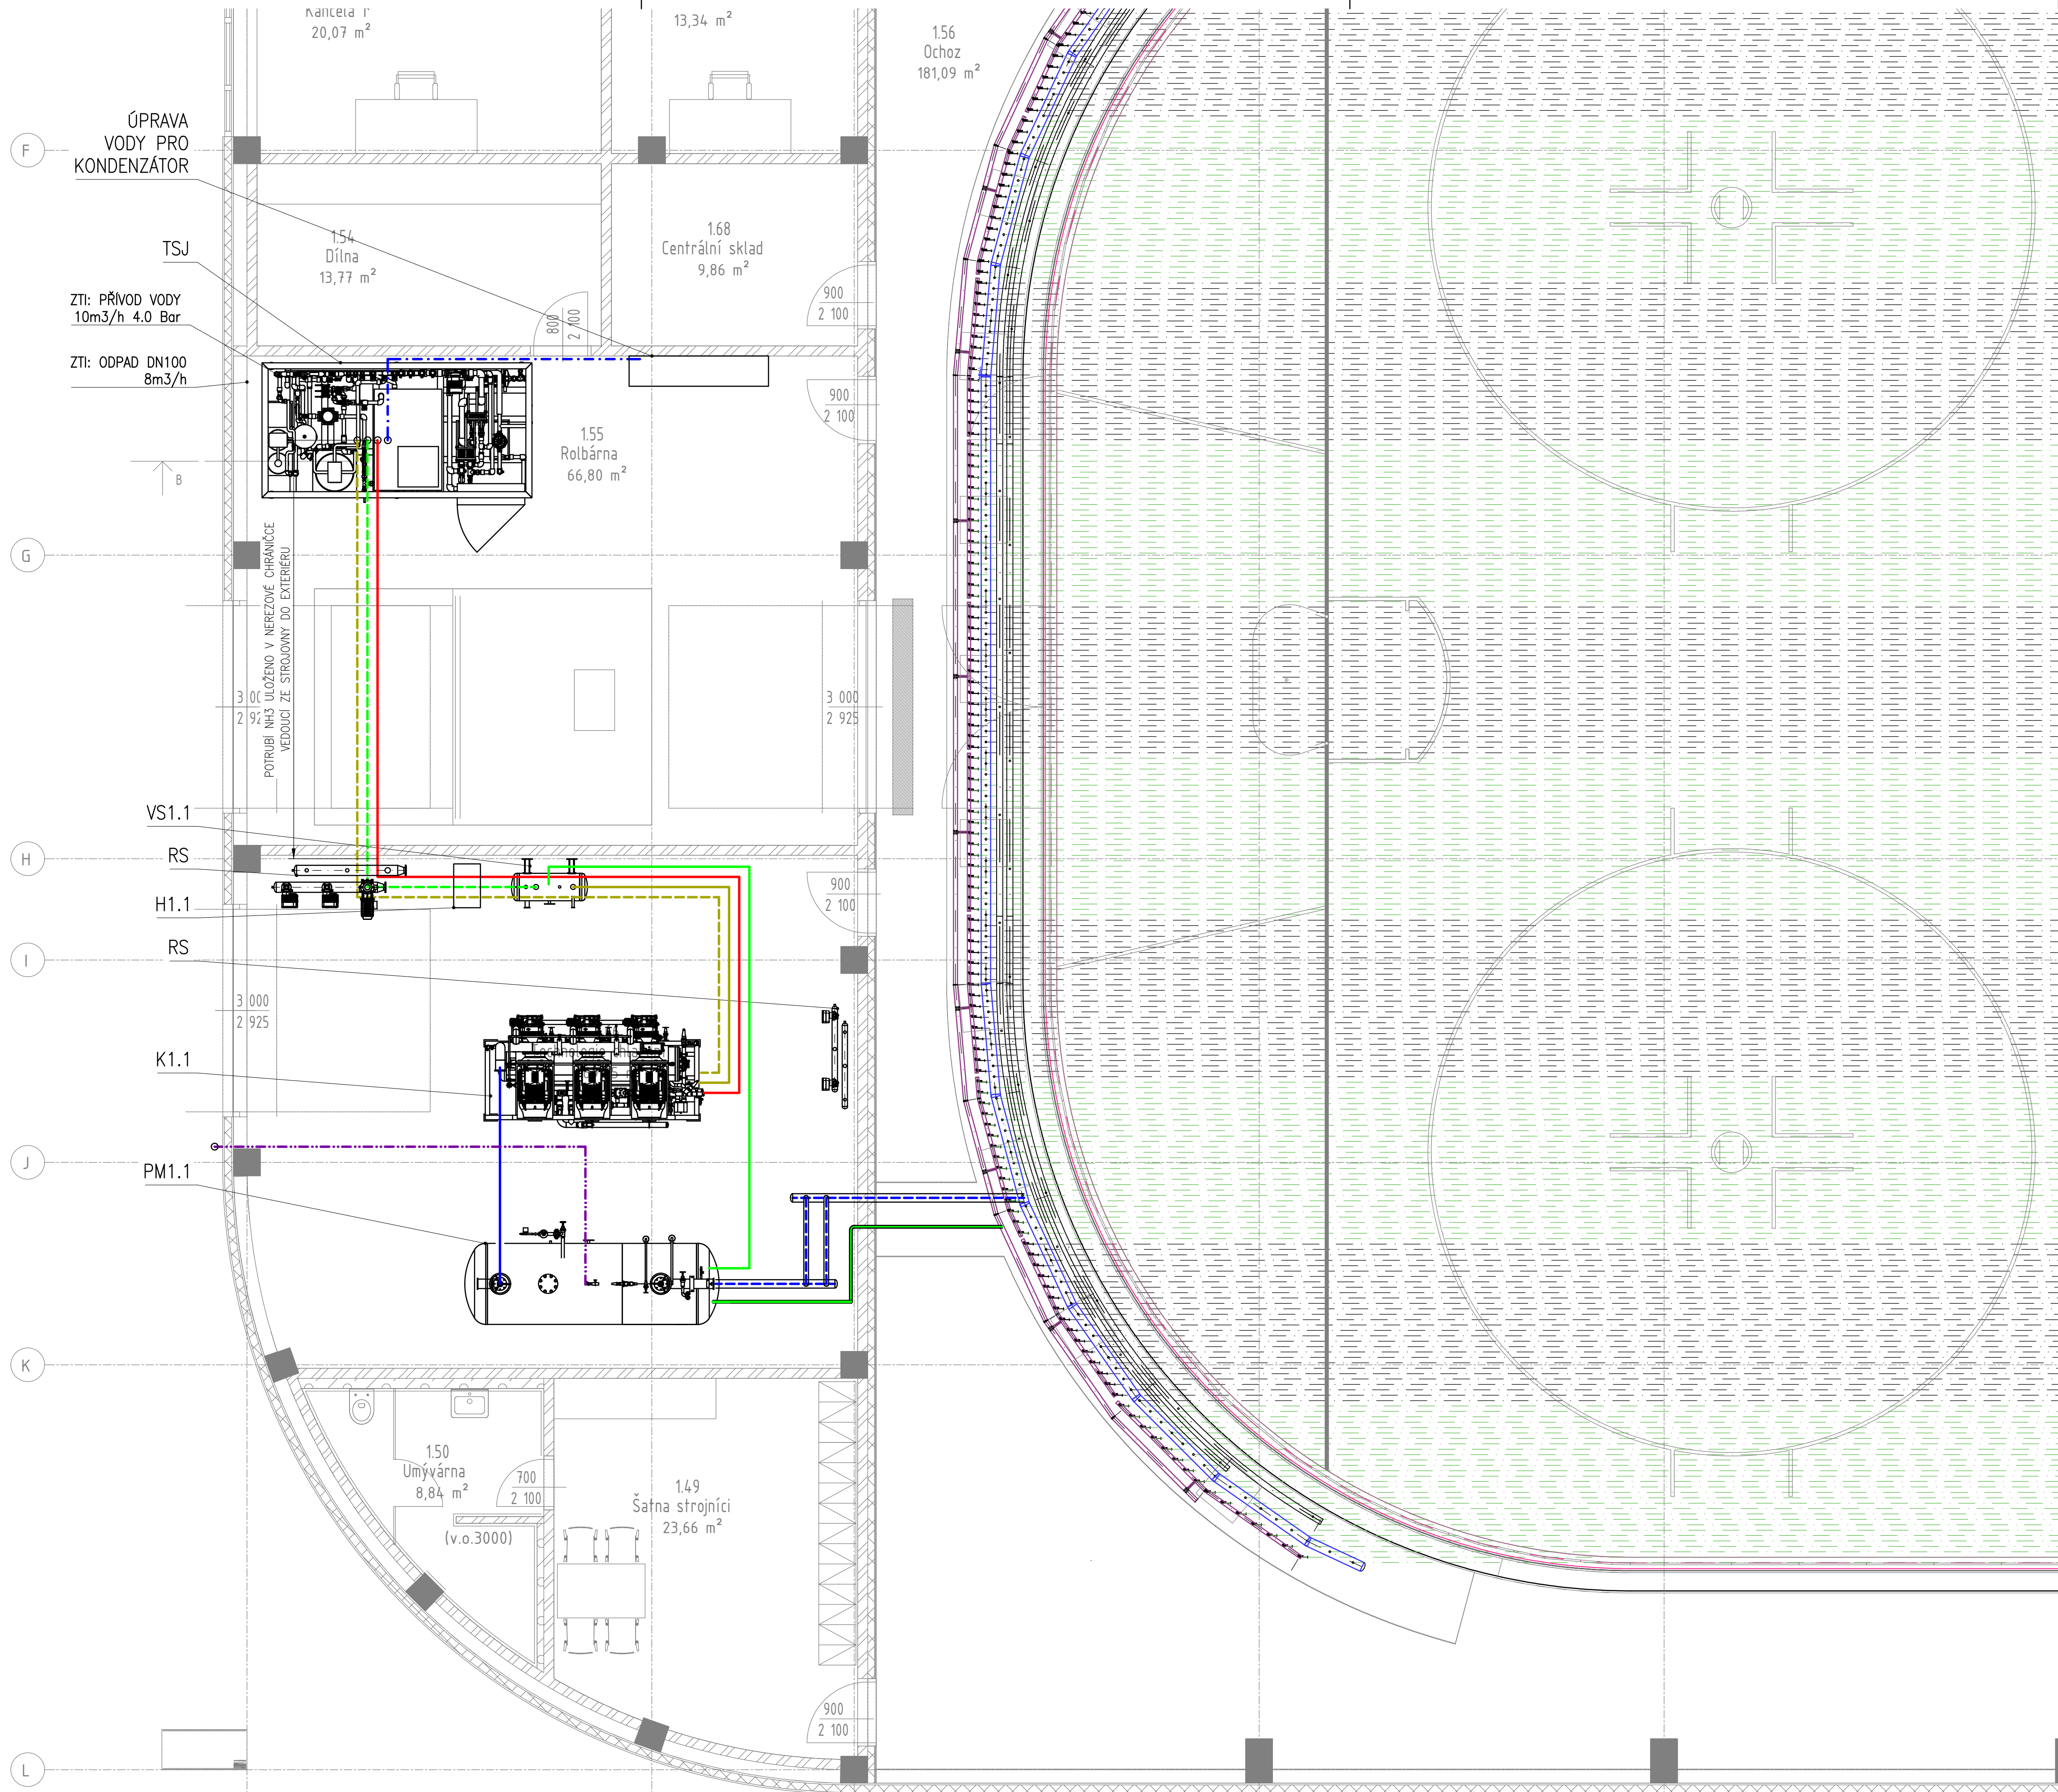 20,07 m²
13,34 m²
1.56
Ochoz
181,09 m²
ÚPRAVA
VODY PRO
KONDENZÁTOR
F
1.54
Dílna
13,77 m²
1.68
Centrální sklad
9,86 m²
TSJ
900
2 100
800
2 100
ZTI: PŘÍVOD VODY
10m3/h 4.0 Bar
ZTI: ODPAD DN100
8m3/h
900
2 100
1.55
Rolbárna
66,80 m²
B
G
POTRUBÍ NH3 ULOŽENO V NEREZOVÉ CHRÁNIČCE
VEDOUCÍ ZE STROJOVNY DO EXTERIÉRU
3 000
2 925
VS1.1
H
RS
900
2 100
H1.1
RS
I
3 000
2 925
K1.1
J
PM1.1
K
1.50
Umývárna
8,84 m²
700
2 100
1.49
Šatna strojníci
23,66 m²
(v.o.3000)
900
2 100
L